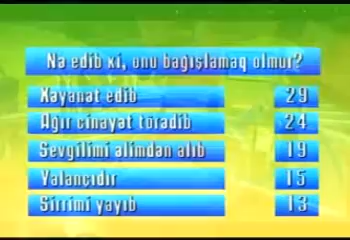 Nə edib ki, onu bağışlamaq olmur?
Xəyanət edib 29
Ağır cinayət törədib 24
Sevgilimi əlimdən alıb 19
Yalançıdır 15
Sirrimi yayıb 13